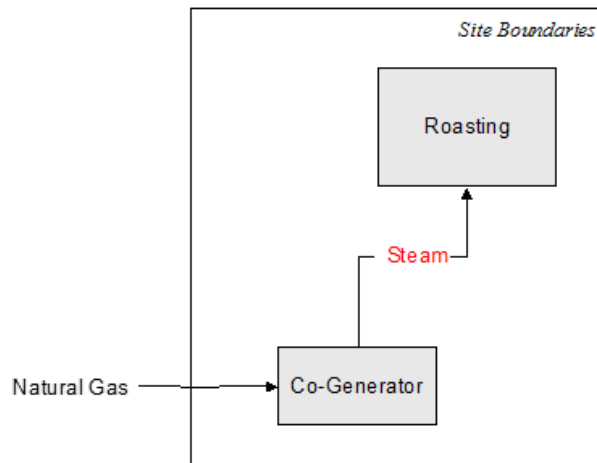 Site Boundaries
Roasting
Steam
Natural Gas
Co-Generator